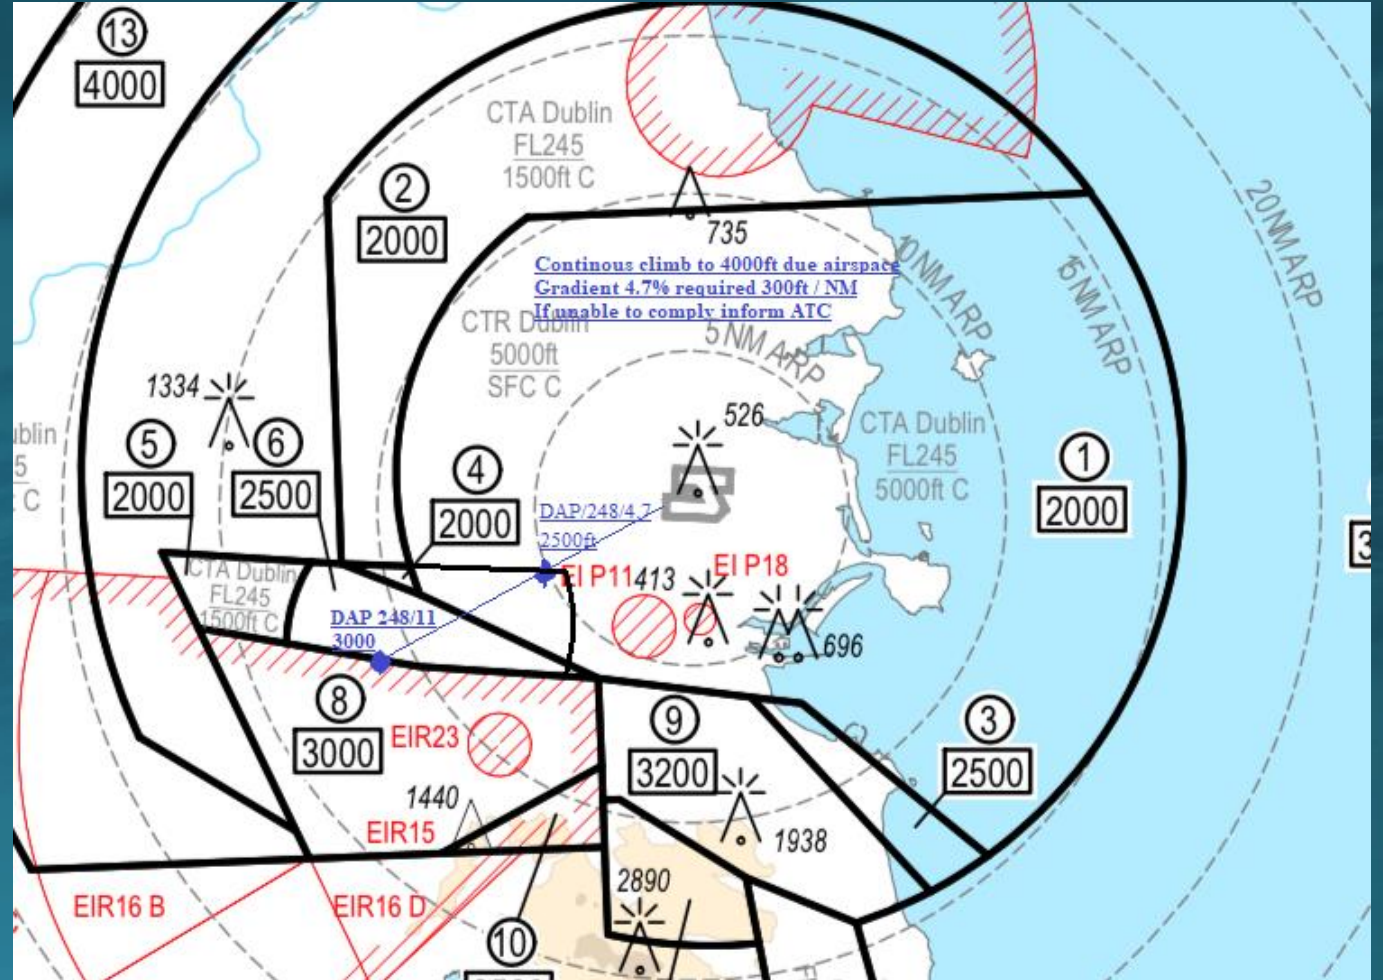 13
4000
CTA Dublin
FL245
1500ft C
2
2000
20NM ARP
735
10NM ARP
15NM ARP
Continous climb to 4000ft due airspace
Gradient 4.7% required 300ft / NM
If unable to comply inform ATC
CTR Dublin
5000ft
SFC C
5NM ARP
1334
526
CTA Dublin
FL245
5000ft C
5
2000
6
2500
4
2000
1
2000
DAP/248/4,7
2500ft
EI P11
413
EI P18
CTA Dublin
FL245
1500ft C
DAP 248/11
3000
696
8
3000
EIR23
9
3200
3
2500
1440
EIR15
1938
2890
EIR16 B
EIR16 D
10